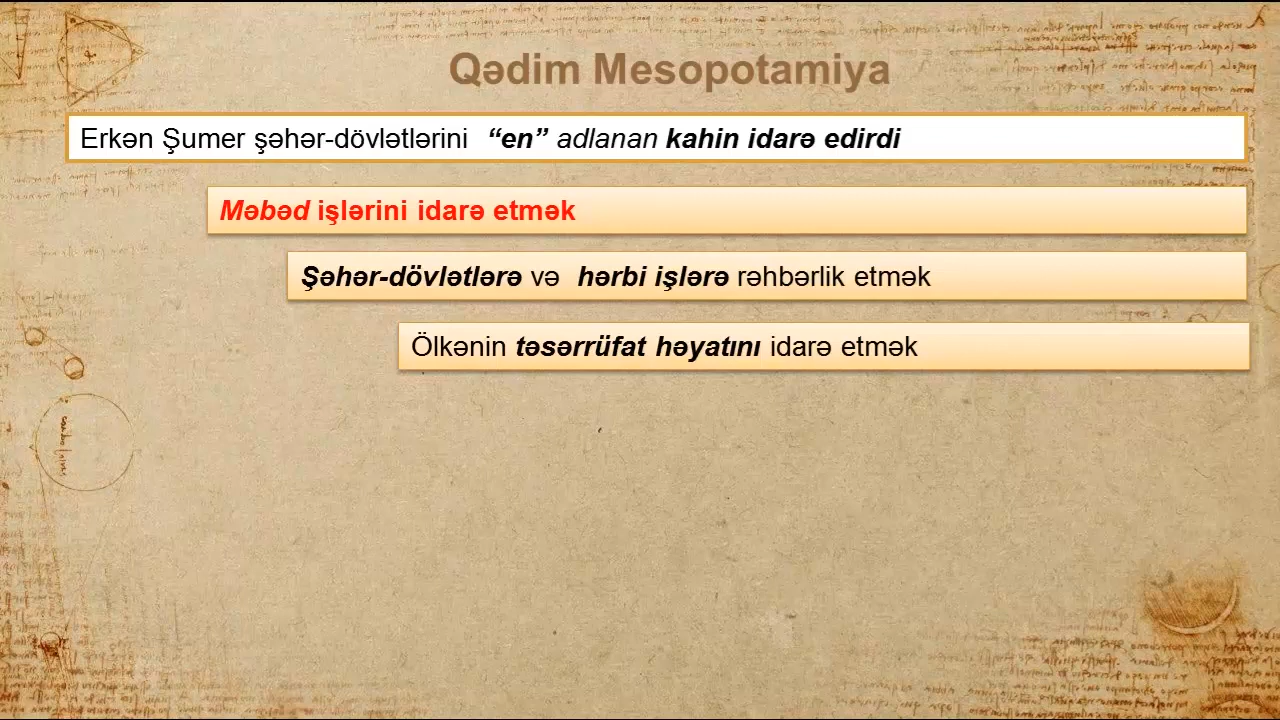 Qədim Mesopotamiya
Erkən Şumer şəhər-dövlətlərini “en” adlanan kahin idarə edirdi
Məbəd işlərini idarə etmək
Şəhər-dövlətlərə və hərbi işlərə rəhbərlik etmək
Ölkənin təsərrüfat həyatını idarə etmək